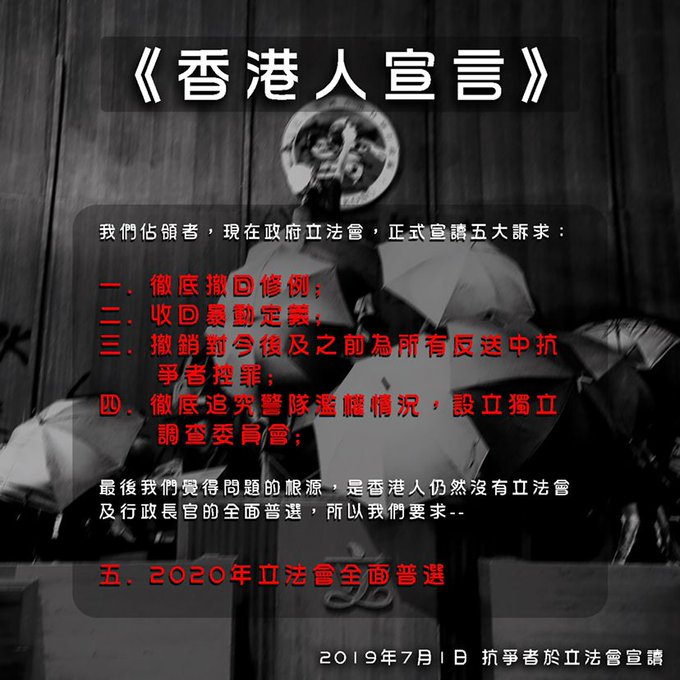 《香港人宣言》
我們佔領者，現在政府立法會，正式宣讀五大訴求：
一. 徹底撤回修例;
二. 收回暴動定義;
三. 撤銷對今後及之前為所有反送中抗
爭者控罪;
四. 徹底追究警隊濫權情況，設立獨立
調查委員會;
最後我們覺得問題的根源，是香港人仍然沒有立法會
及行政長官的全面普選，所以我們要求--
五. 2020年立法會全面普選
2019年7月1日 抗爭者於立法會宣讀